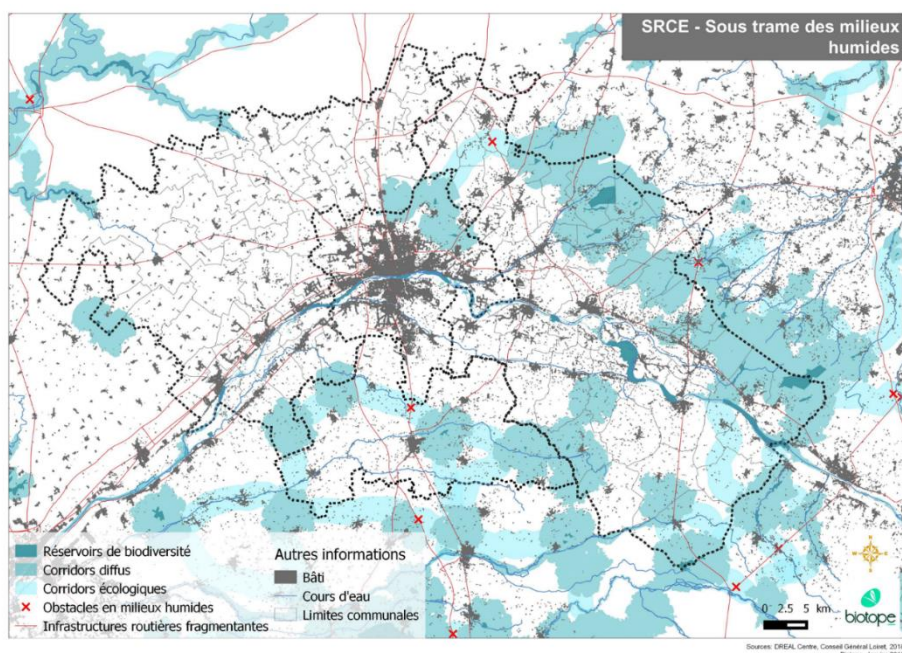 SRCE - Sous trame des milieux
humides
Réservoirs de biodiversité
Corridors diffus
Corridors écologiques
Obstacles en milieux humides
Infrastructures routières fragmentantes
Autres informations
Bâti
Cours d'eau
Limites communales
0 2.5 5 km
biotope
Sources: DREAL Centre, Conseil Général Loiret,